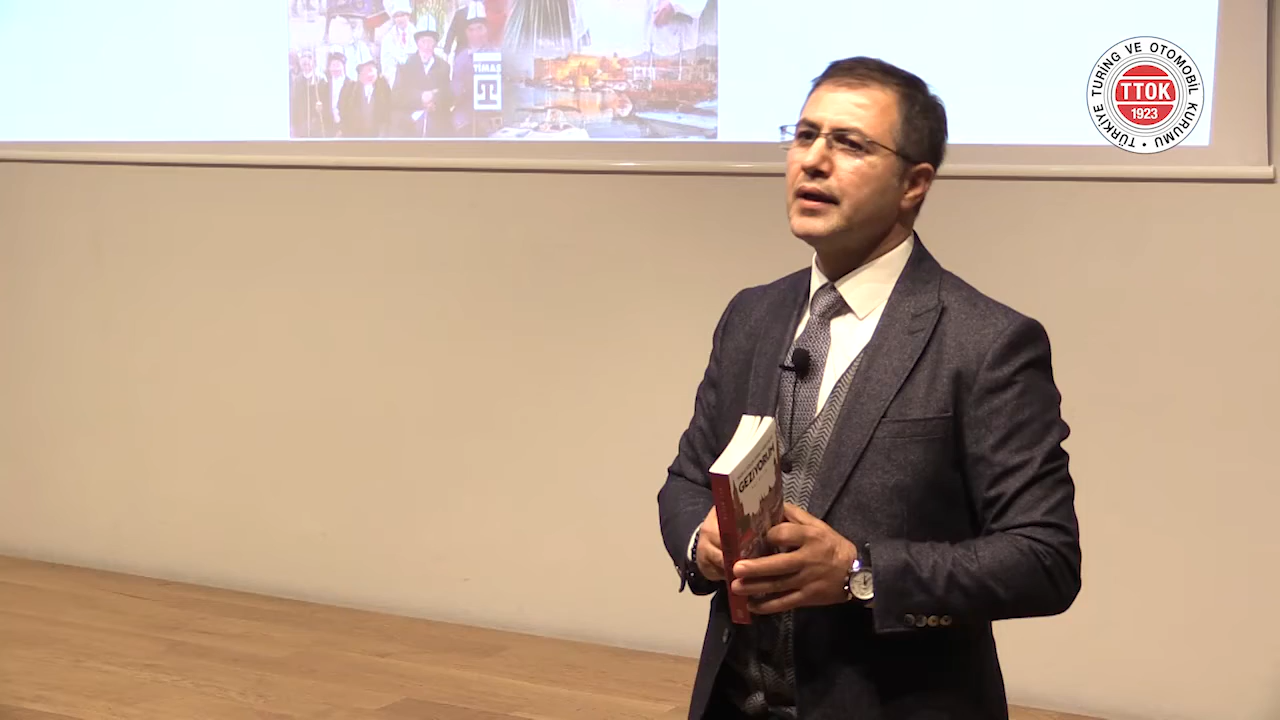 TİMAŞ
TÜRKİYE TURİNG VE OTOMOBİL KURUMU
TTOK
1923
GEZİYORUM